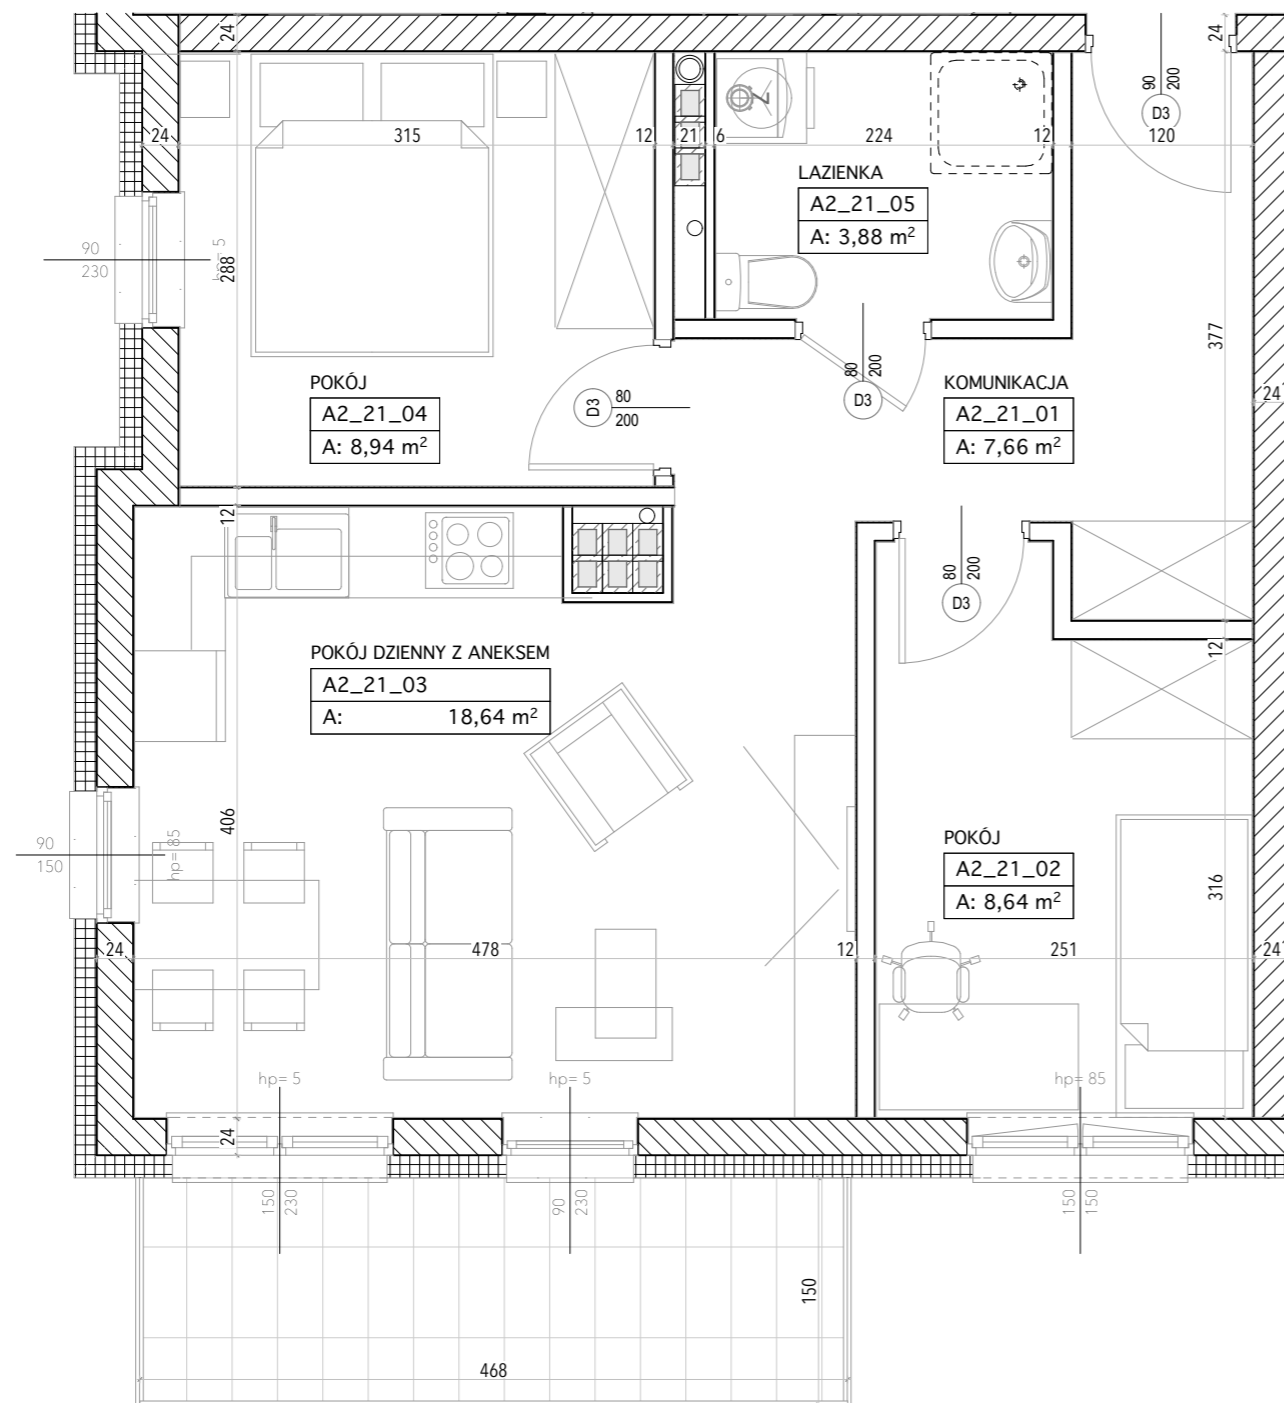 24
24
90
200
D3
24
315
12
21
6
224
12
120
LAZIENKA
A2_21_05
A: 3,88 m²
90
230
hp= 5
288
377
80
200
D3
POKÓJ
A2_21_04
A: 8,94 m²
D3
80
200
KOMUNIKACJA
A2_21_01
A: 7,66 m²
24
12
80
200
D3
12
POKÓJ DZIENNY Z ANEKSEM
A2_21_03
A: 18,64 m²
406
90
150
hp= 85
POKÓJ
A2_21_02
A: 8,64 m²
316
24
478
12
251
24
hp= 5
hp= 5
hp= 85
24
150
230
90
230
150
150
150
468